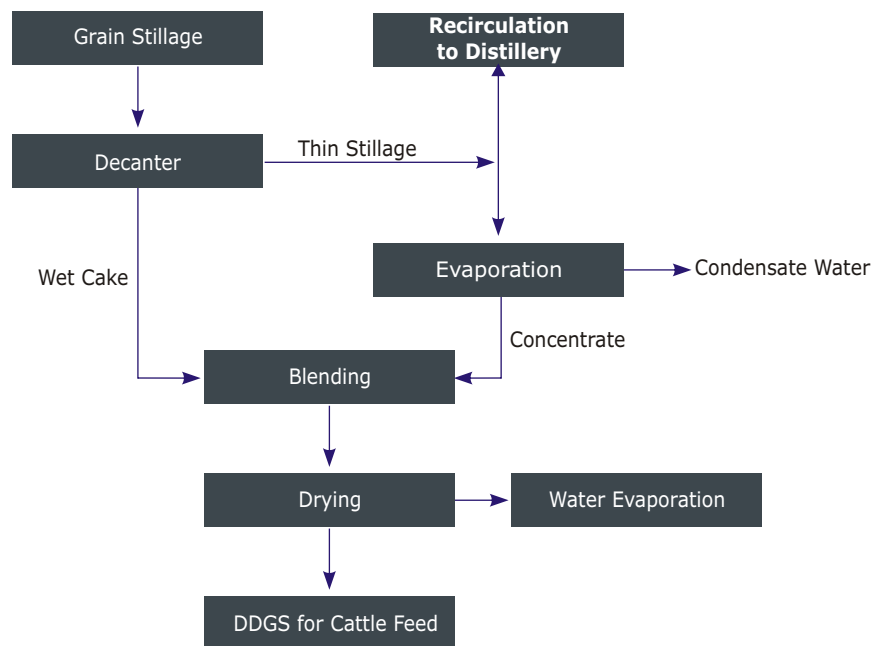 Grain Stillage
Recirculation
to Distillery
Decanter
Thin Stillage
Wet Cake
Evaporation
Condensate Water
Concentrate
Blending
Drying
Water Evaporation
DDGS for Cattle Feed